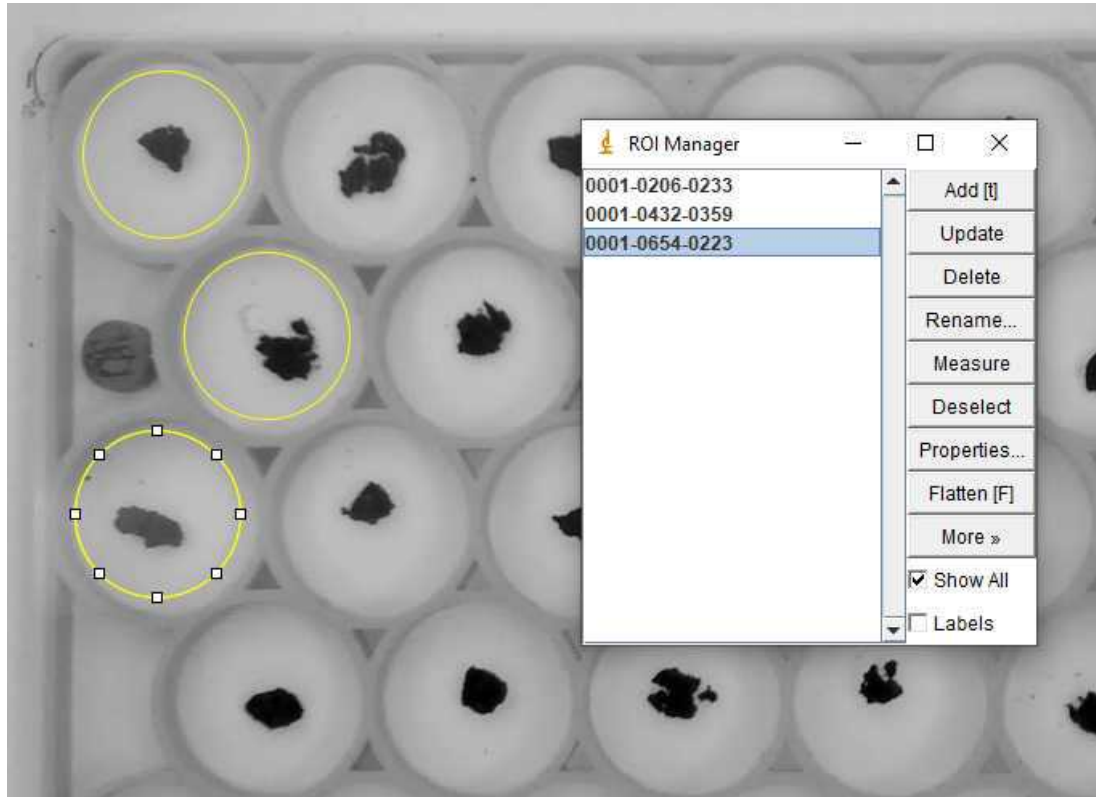 ROI Manager
0001-0206-0233
0001-0432-0359
0001-0654-0223
Add [t]
Update
Delete
Rename...
Measure
Deselect
Properties...
Flatten [F]
More »
Show All
Labels